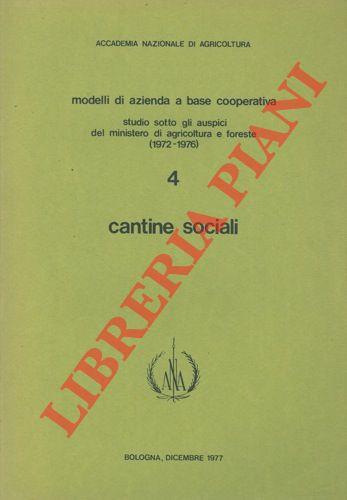 ACCADEMIA NAZIONALE DI AGRICOLTURA
modelli di azienda a base cooperativa
studio sotto gli auspici
del ministero di agricoltura e foreste
(1972-1976)
4
cantine sociali
LIBRERIA PIANI
ANA
BOLOGNA, DICEMBRE 1977